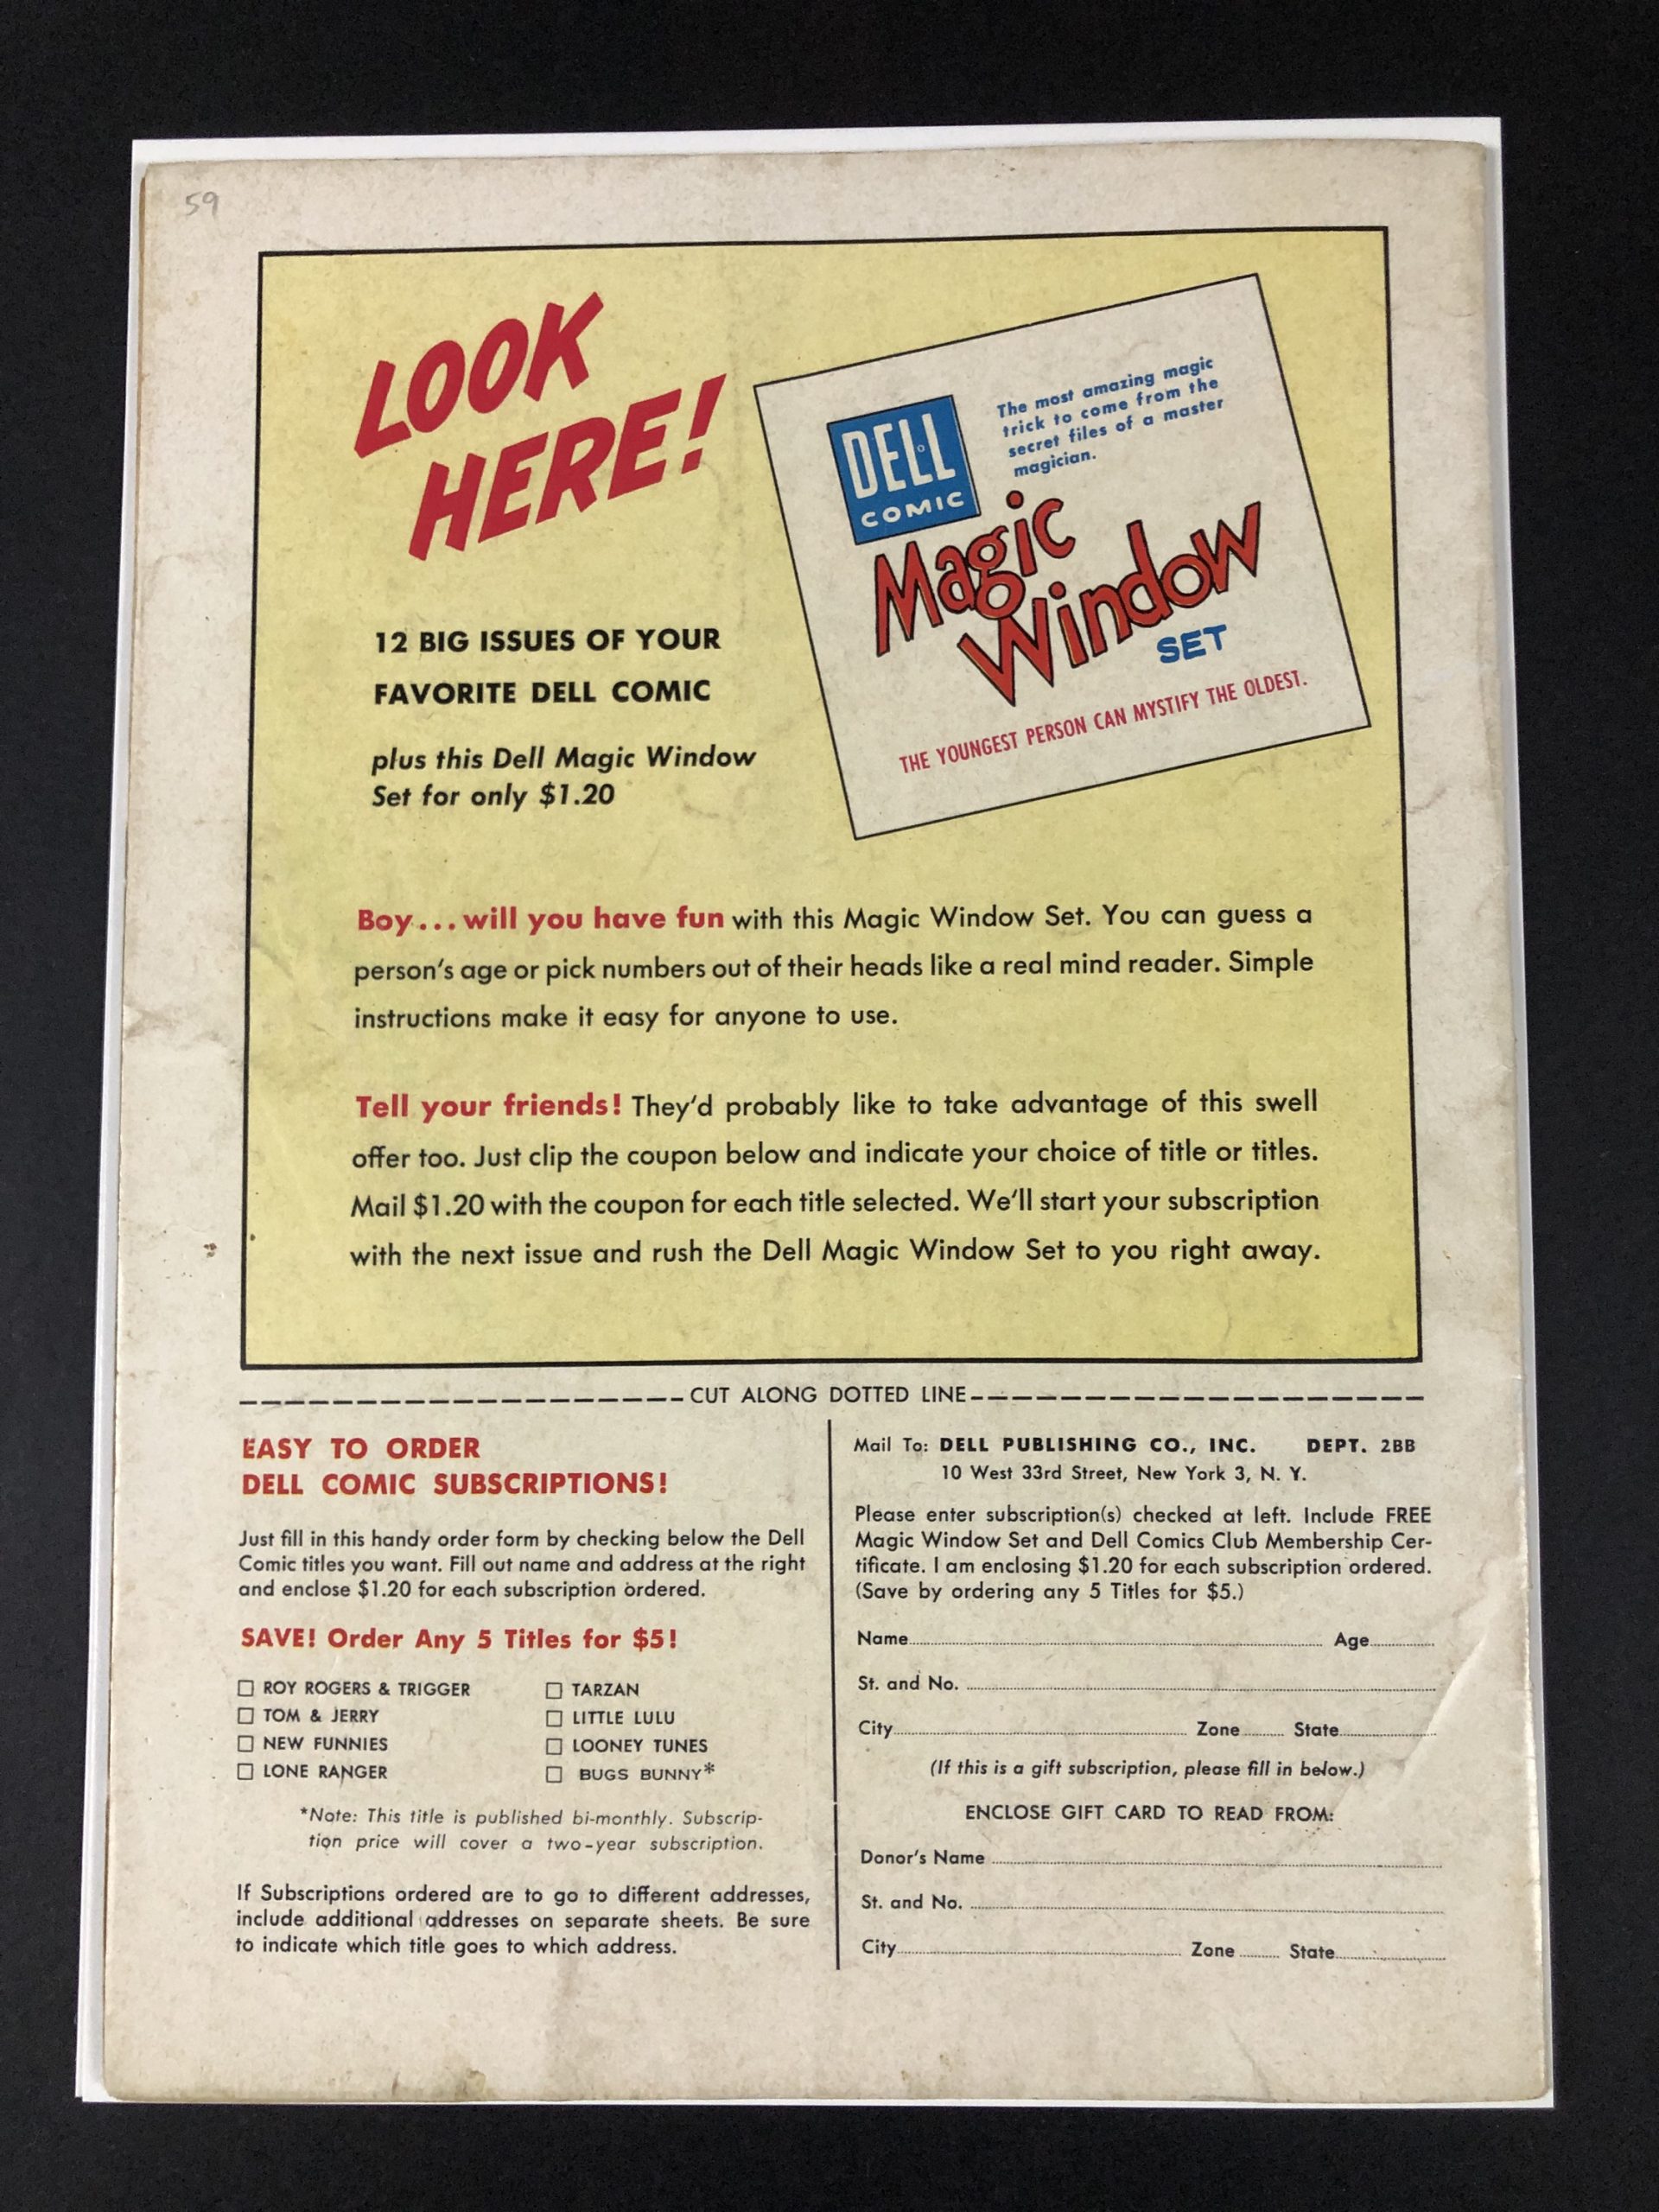 59
LOOK
HERE!
DELL
COMIC
The most amazing magic
trick to come from the
secret files of a master
magician.
Magic
Window
SET
THE YOUNGEST PERSON CAN MYSTIFY THE OLDEST.
12 BIG ISSUES OF YOUR
FAVORITE DELL COMIC
plus this Dell Magic Window
Set for only $1.20
Boy...will you have fun with this Magic Window Set. You can guess a
person's age or pick numbers out of their heads like a real mind reader. Simple
instructions make it easy for anyone to use.
Tell your friends! They'd probably like to take advantage of this swell
offer too. Just clip the coupon below and indicate your choice of title or titles.
Mail $1.20 with the coupon for each title selected. We'll start your subscription
with the next issue and rush the Dell Magic Window Set to you right away.
CUT ALONG DOTTED LINE
EASY TO ORDER
DELL COMIC SUBSCRIPTIONS!
Just fill in this handy order form by checking below the Dell
Comic titles you want. Fill out name and address at the right
and enclose $1.20 for each subscription ordered.
SAVE! Order Any 5 Titles for $5!
ROY ROGERS & TRIGGER
TOM & JERRY
NEW FUNNIES
LONE RANGER
TARZAN
LITTLE LULU
LOONEY TUNES
BUGS BUNNY*
*Note: This title is published bi-monthly. Subscrip-
tion price will cover a two-year subscription.
If Subscriptions ordered are to go to different addresses,
include additional addresses on separate sheets. Be sure
to indicate which title goes to which address.
Mail To: DELL PUBLISHING CO., INC. DEPT. 2BB
10 West 33rd Street, New York 3, N. Y.
Please enter subscription(s) checked at left. Include FREE
Magic Window Set and Dell Comics Club Membership Cer-
tificate. I am enclosing $1.20 for each subscription ordered.
(Save by ordering any 5 Titles for $5.)
Name Age
St. and No.
City Zone State
(If this is a gift subscription, please fill in below.)
ENCLOSE GIFT CARD TO READ FROM:
Donor's Name
St. and No.
City Zone State